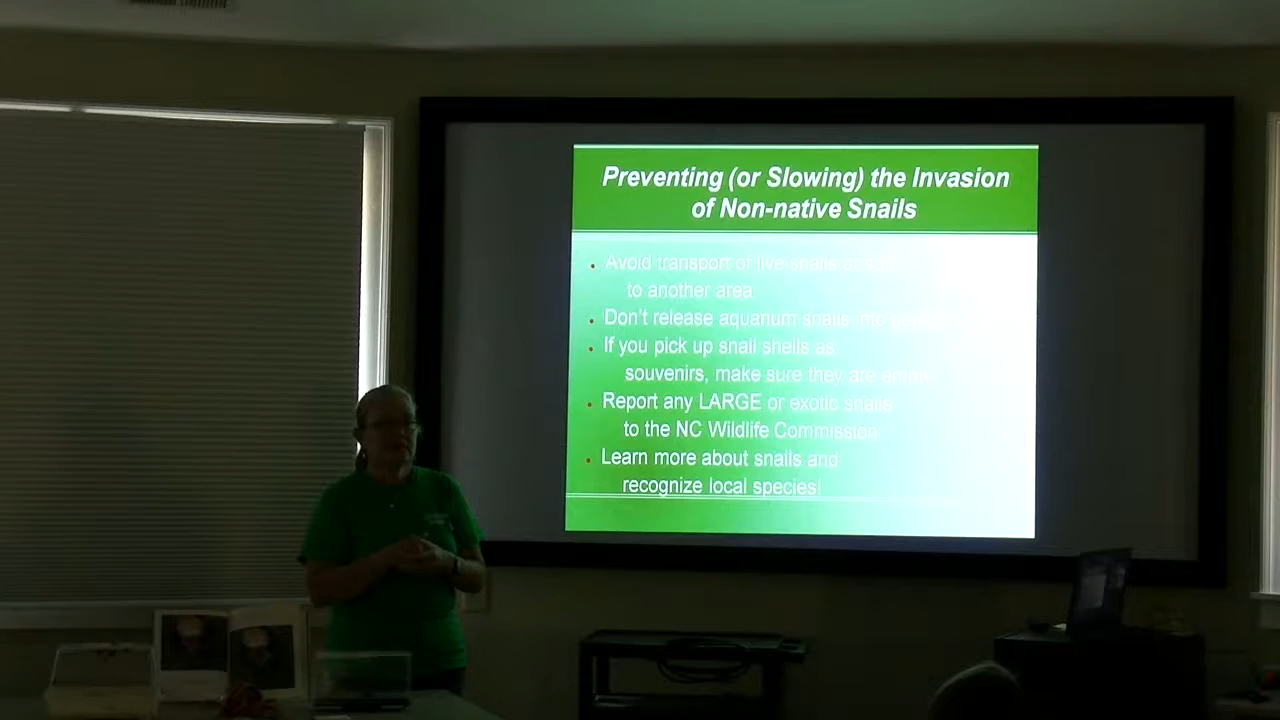 Preventing (or Slowing) the Invasion
of Non-native Snails
Avoid transport of live snails
to another area
Don't release aquarium snails into
If you pick up snail shells as
souvenirs, make sure they are
Report any LARGE or exotic snails
to the NC Wildlife Commission
Learn more about snails and
recognize local species!